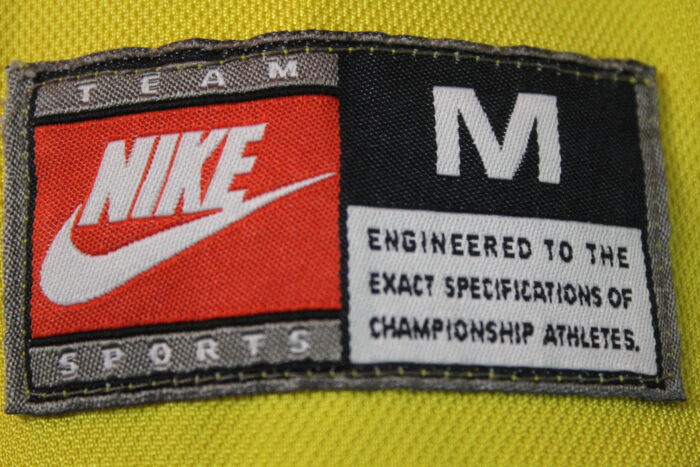 TEAM
NIKE
SPORTS
M
ENGINEERED TO THE
EXACT SPECIFICATIONS OF
CHAMPIONSHIP ATHLETES.